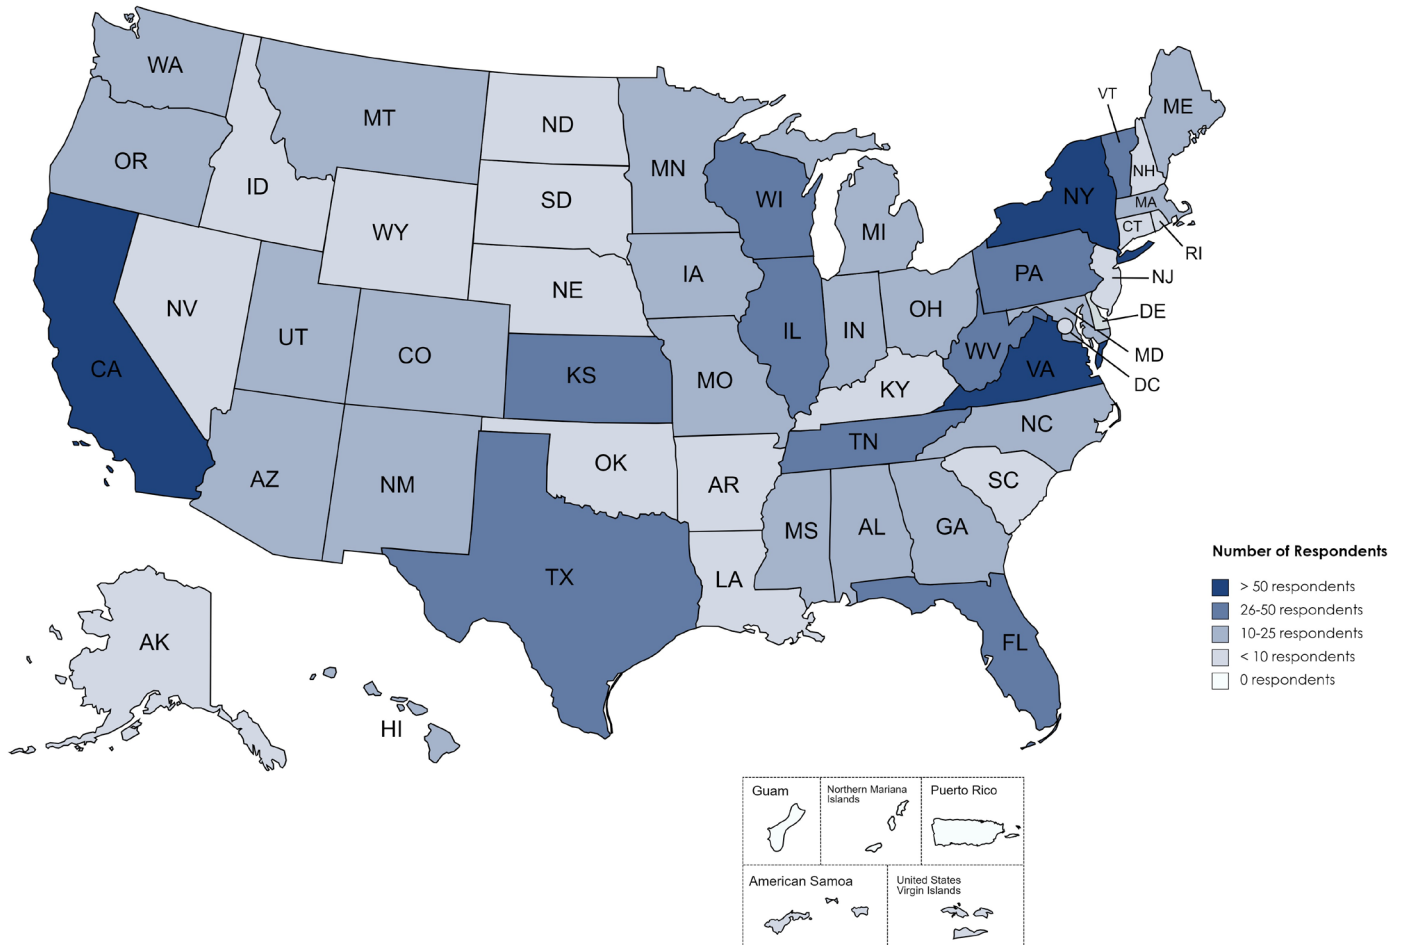 WA
MT
ND
MN
VT
ME
OR
ID
SD
WI
NH
NY
MA
WY
MI
CT
RI
IA
PA
NJ
NE
NV
OH
DE
UT
IN
IL
WV
MD
CO
CA
KS
VA
DC
MO
KY
NC
TN
OK
AZ
NM
AR
SC
MS
AL
GA
TX
LA
FL
AK
HI
Number of Respondents
> 50 respondents
26-50 respondents
10-25 respondents
< 10 respondents
0 respondents
Guam
Northern Mariana
Islands
Puerto Rico
American Samoa
United States
Virgin Islands